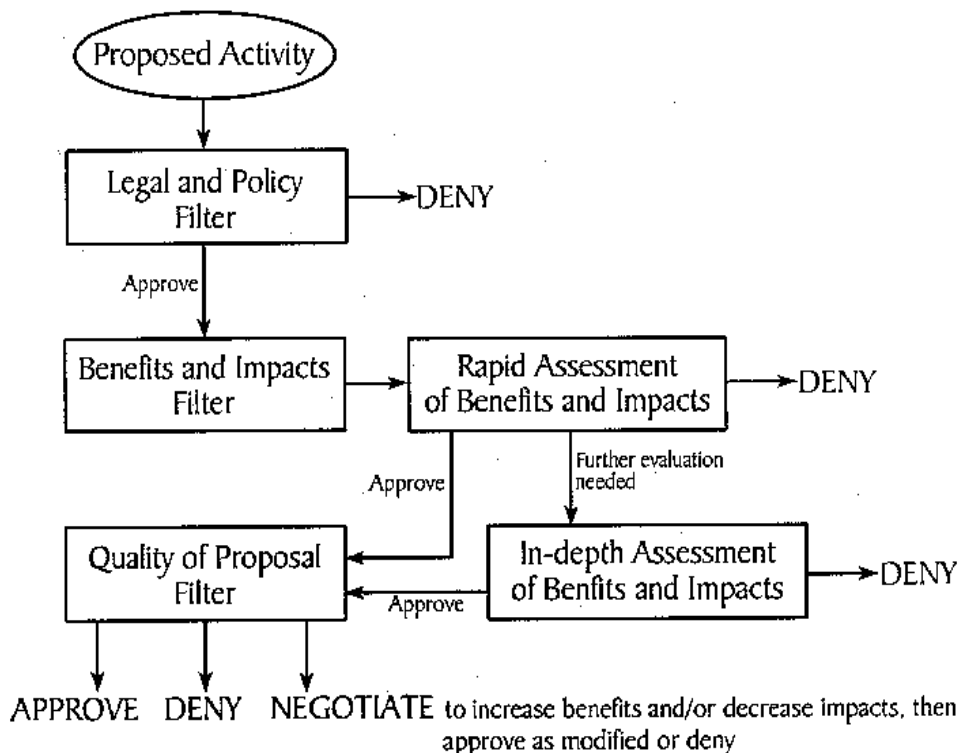 Proposed Activity
Legal and Policy
Filter
DENY
Approve
Benefits and Impacts
Filter
Rapid Assessment
of Benefits and Impacts
DENY
Approve
Further evaluation
needed
Quality of Proposal
Filter
In-depth Assessment
of Benfits and Impacts
DENY
Approve
APPROVE DENY NEGOTIATE to increase benefits and/or decrease impacts, then
approve as modified or deny